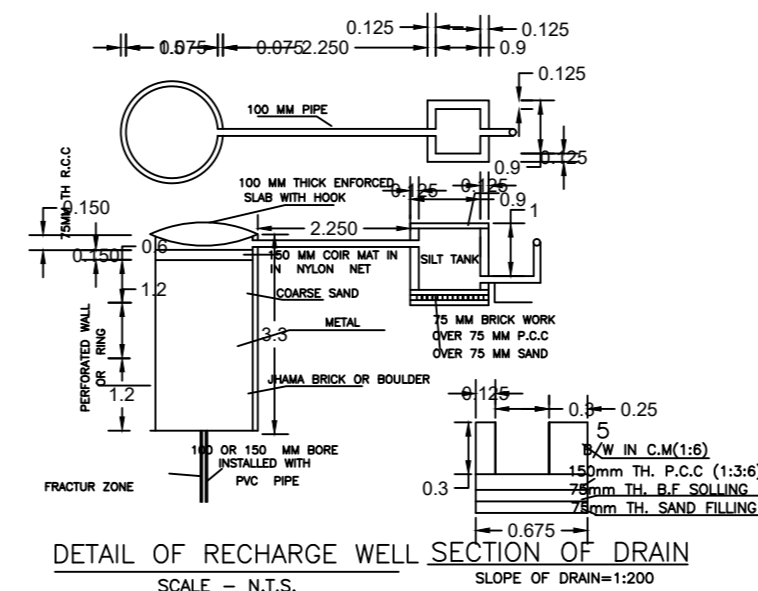 0.125
0.125
1.5
0.075
0.075
2.250
0.9
100 MM PIPE
0.125
0.9
0.125
75MM TH R.C.C
0.150
0.150
0.6
1.2
1.2
PERFORATED WALL
OR RING
100 MM THICK ENFORCED
SLAB WITH HOOK
2.250
0.125
0.125
0.9
1
150 MM COIR MAT IN
IN NYLON NET
SILT TANK
COARSE SAND
METAL
3.3
JHAMA BRICK OR BOULDER
75 MM BRICK WORK
OVER 75 MM P.C.C
OVER 75 MM SAND
100 OR 150 MM BORE
INSTALLED WITH
PVC PIPE
FRACTUR ZONE
0.125
0.3
0.25
5
B/W IN C.M(1:6)
150mm TH. P.C.C (1:3:6)
75mm TH. B.F SOLLING
75mm TH. SAND FILLING
0.3
0.675
DETAIL OF RECHARGE WELL
SCALE - N.T.S.
SECTION OF DRAIN
SLOPE OF DRAIN=1:200